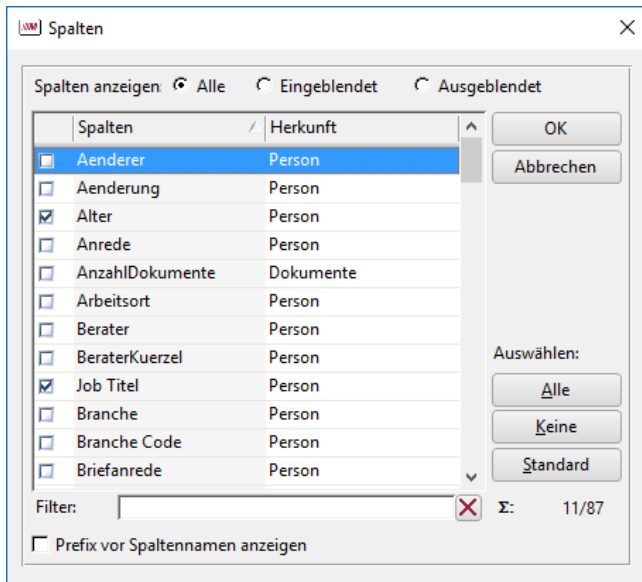 Spalten
Spalten anzeigen: Alle Eingeblendet Ausgeblendet
Spalten Herkunft
OK
Aenderer Person
Abbrechen
Aenderung Person
Alter Person
Anrede Person
AnzahlDokumente Dokumente
Arbeitsort Person
Berater Person
BeraterKuerzel Person
Auswählen:
Job Titel Person
Alle
Branche Person
Keine
Branche Code Person
Briefanrede Person
Standard
Filter:
Σ: 11/87
Prefix vor Spaltennamen anzeigen